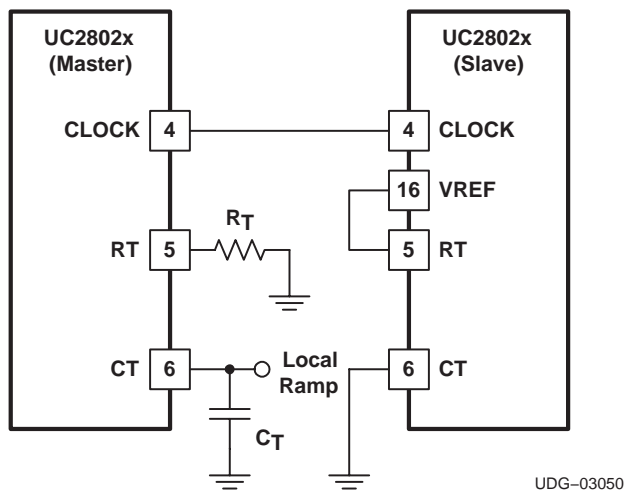 UC2802x
(Master)
UC2802x
(Slave)
CLOCK 4
4 CLOCK
16 VREF
RT
RT 5
5 RT
CT 6
Local
Ramp
6 CT
CT
UDG–03050